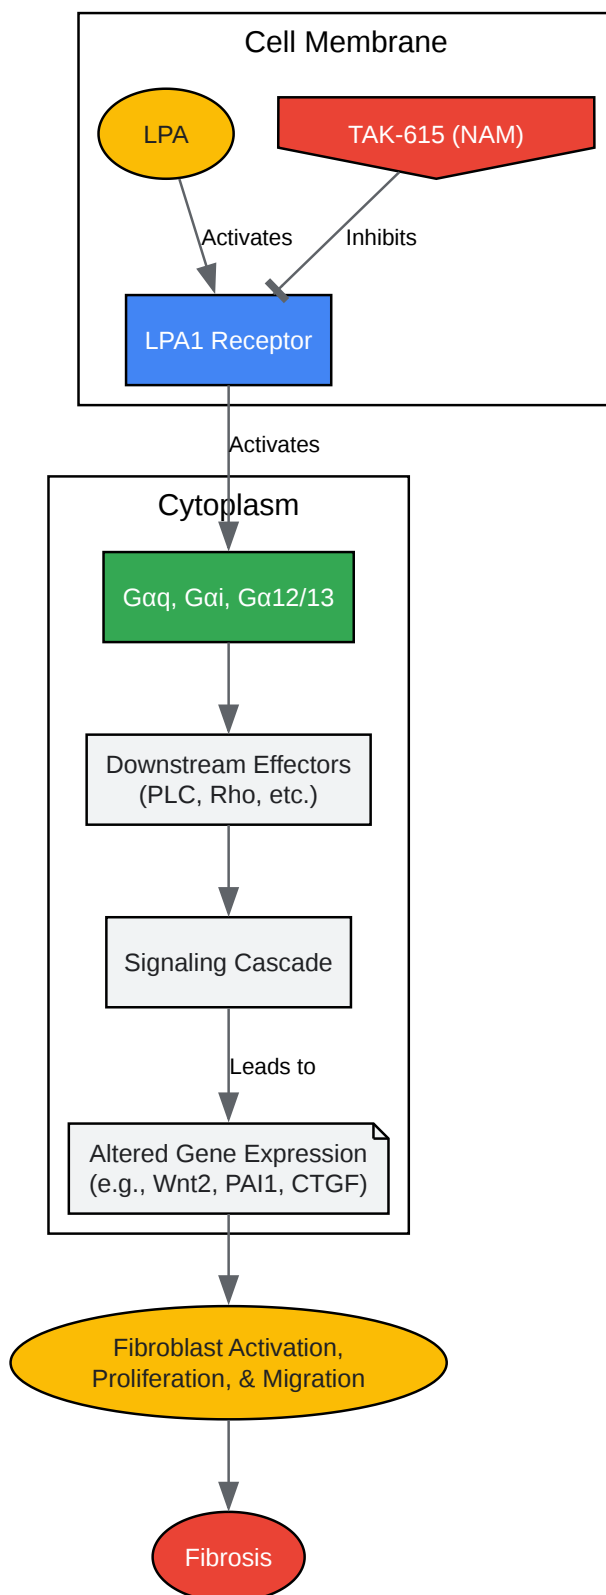 Cell Membrane
LPA
TAK-615 (NAM)
Activates
Inhibits
LPA1 Receptor
Activates
Cytoplasm
Gαq, Gαi, Gα12/13
Downstream Effectors
(PLC, Rho, etc.)
Signaling Cascade
Leads to
Altered Gene Expression
(e.g., Wnt2, PAI1, CTGF)
Fibroblast Activation,
Proliferation, & Migration
Fibrosis